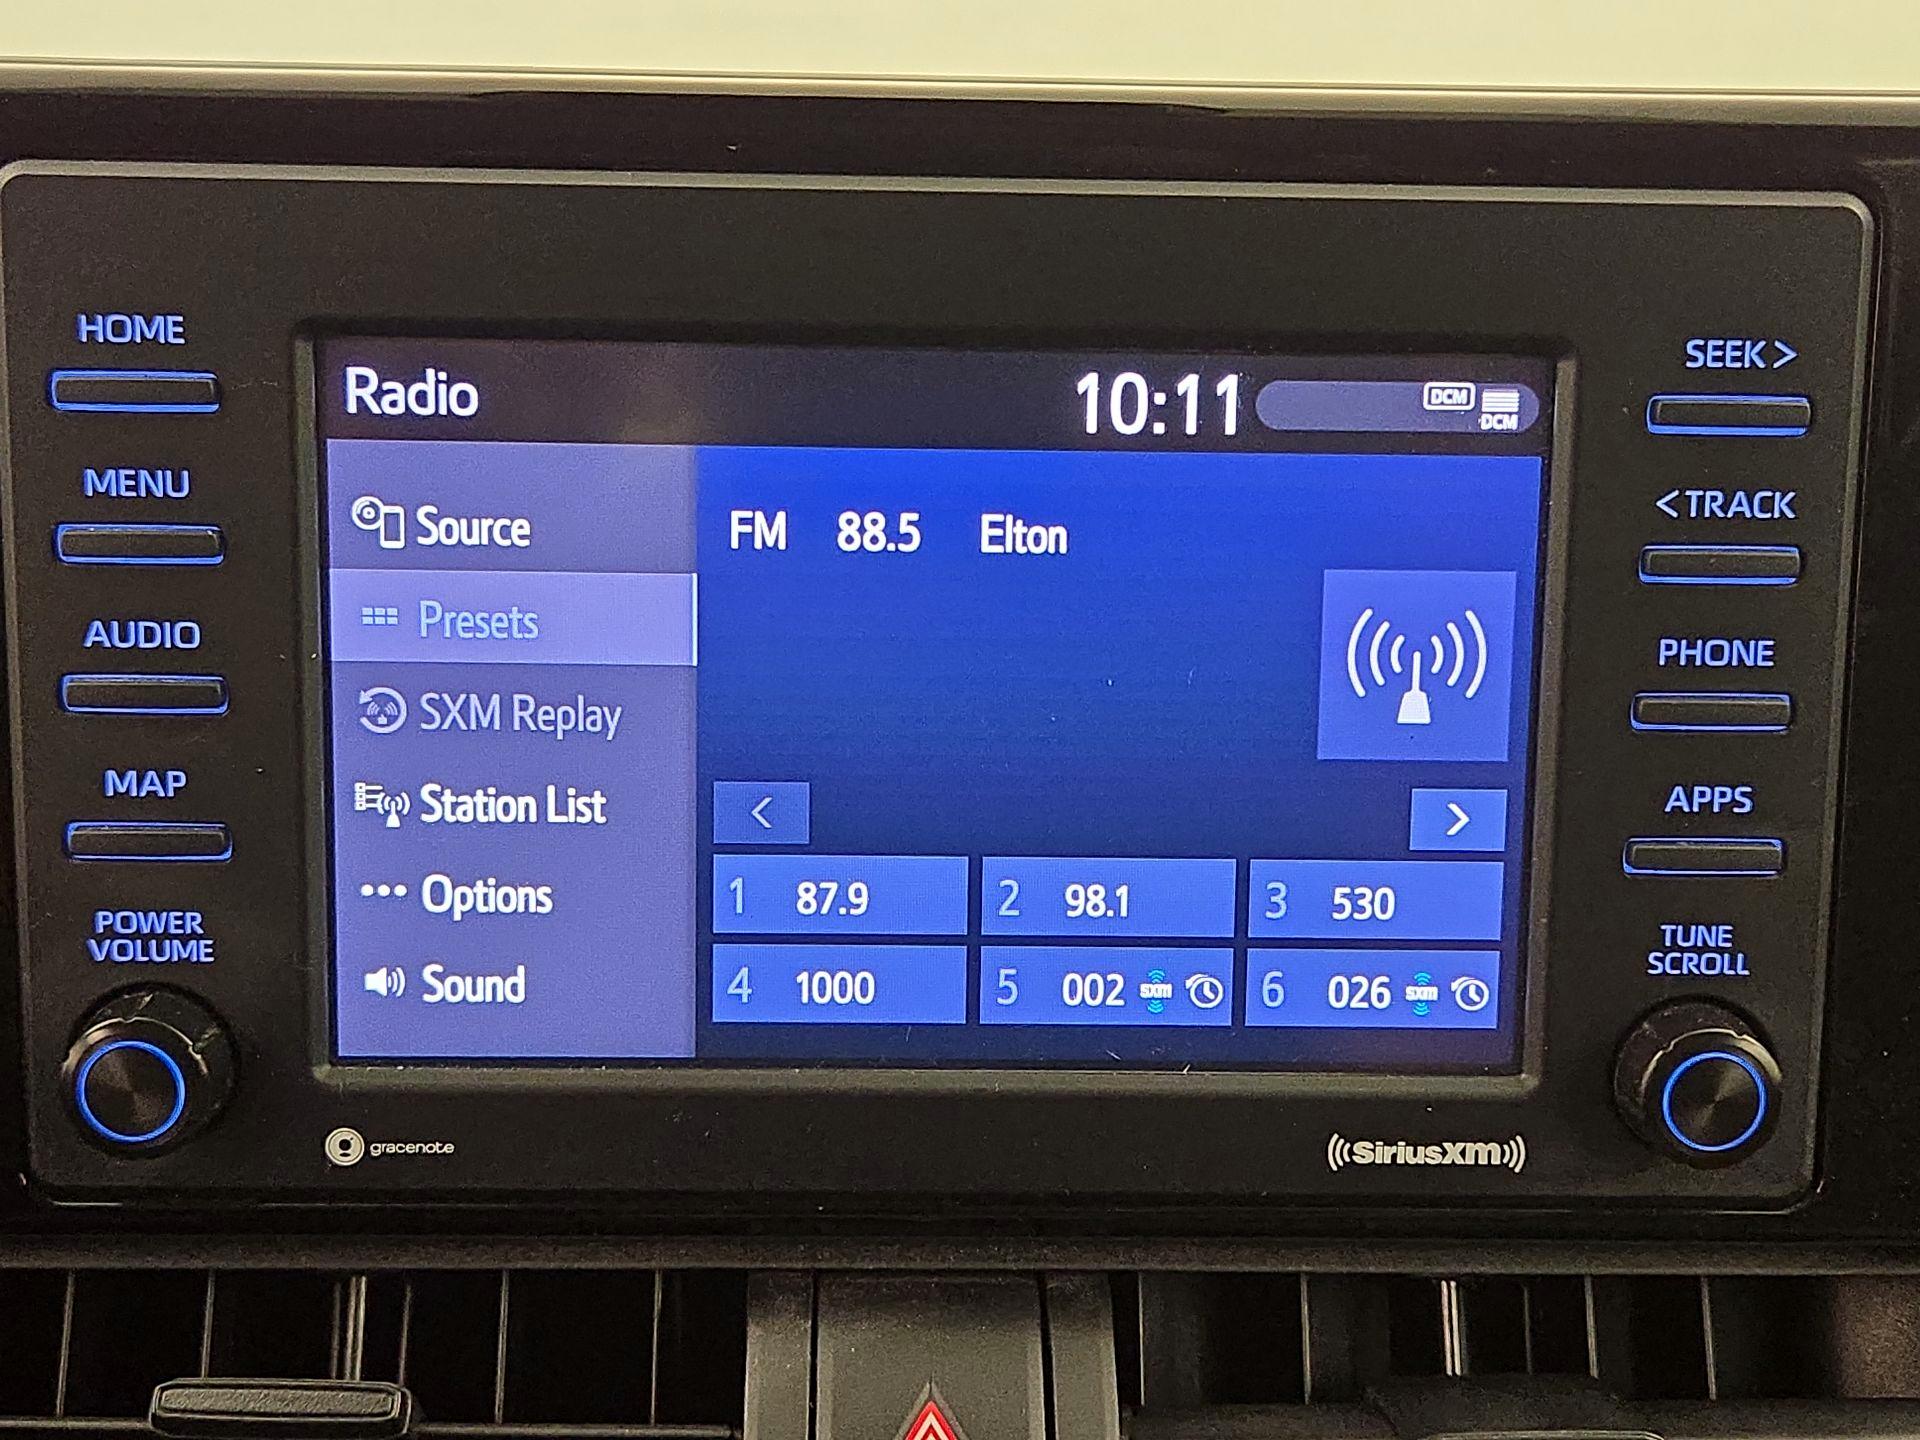 HOME
MENU
AUDIO
MAP
POWER
VOLUME
Radio 10:11 DCM DCM
Source
Presets
SXM Replay
Station List
Options
Sound
FM 88.5 Elton
< >
1 87.9 2 98.1 3 530
4 1000 5 002 sxm 6 026 sxm
SEEK >
< TRACK
PHONE
APPS
TUNE
SCROLL
g gracenote
((SiriusXM))